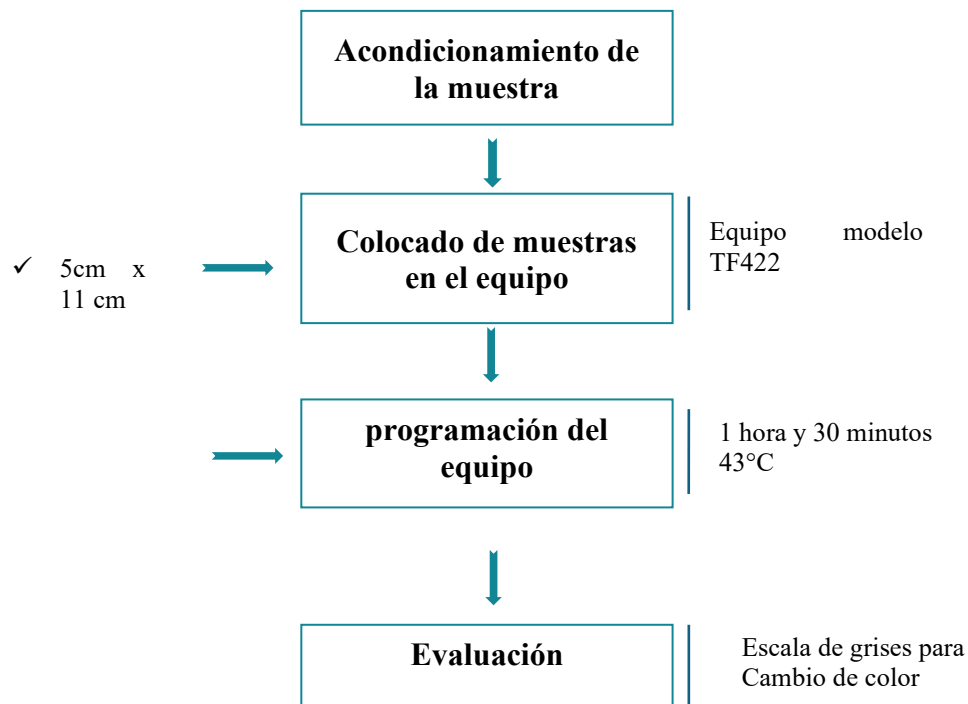 Acondicionamiento de
la muestra
Colocado de muestras
en el equipo
Equipo modelo
TF422
✓ 5cm x
11 cm
programación del
equipo
1 hora y 30 minutos
43°C
Evaluación
Escala de grises para
Cambio de color